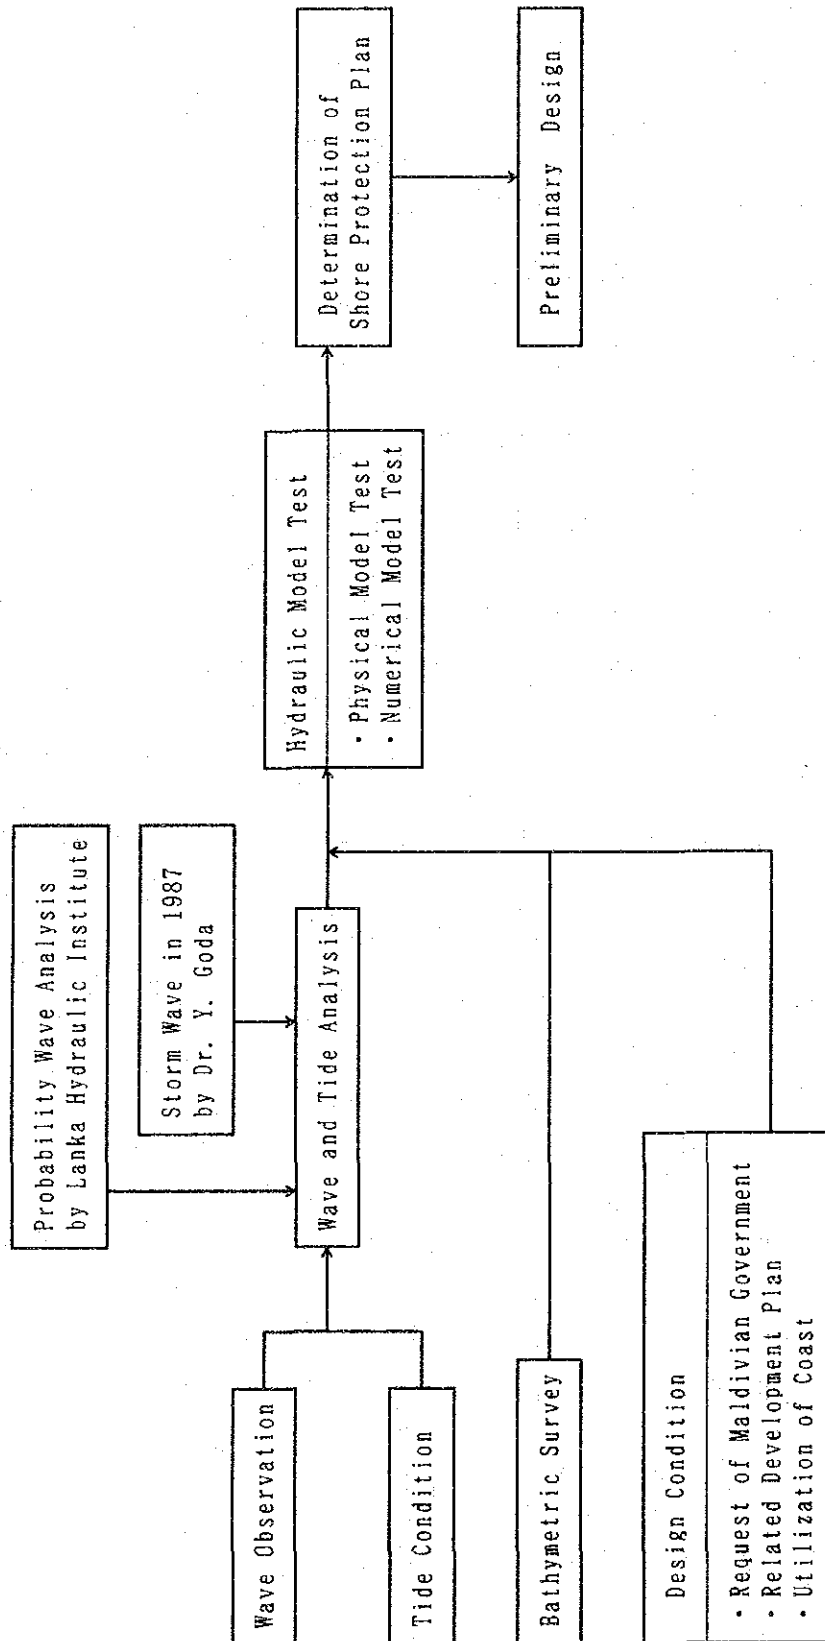 Probability Wave Analysis
by Lanka Hydraulic Institute
Storm Wave in 1987
by Dr. Y. Goda
Wave Observation
Tide Condition
Wave and Tide Analysis
Bathymetric Survey
Design Condition
· Request of Maldivian Government
· Related Development Plan
· Utilization of Coast
Hydraulic Model Test
· Physical Model Test
· Numerical Model Test
Determination of
Shore Protection Plan
Preliminary Design